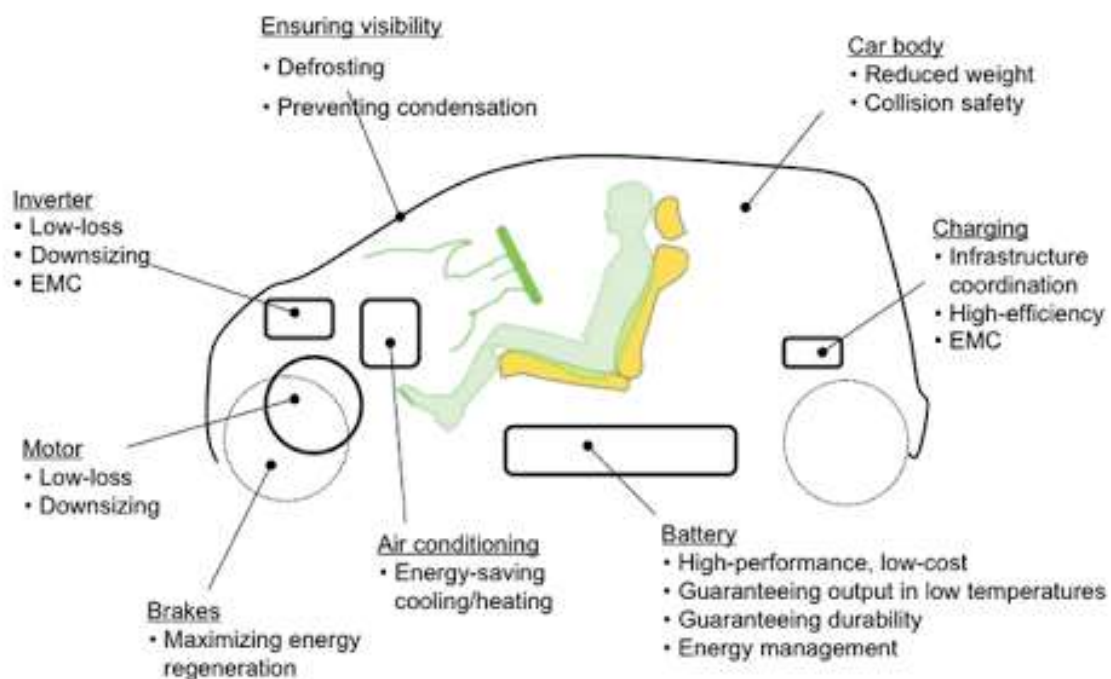 Ensuring visibility
• Defrosting
• Preventing condensation
Car body
• Reduced weight
• Collision safety
Inverter
• Low-loss
• Downsizing
• EMC
Charging
• Infrastructure
coordination
• High-efficiency
• EMC
Motor
• Low-loss
• Downsizing
Brakes
• Maximizing energy
regeneration
Air conditioning
• Energy-saving
cooling/heating
Battery
• High-performance, low-cost
• Guaranteeing output in low temperatures
• Guaranteeing durability
• Energy management